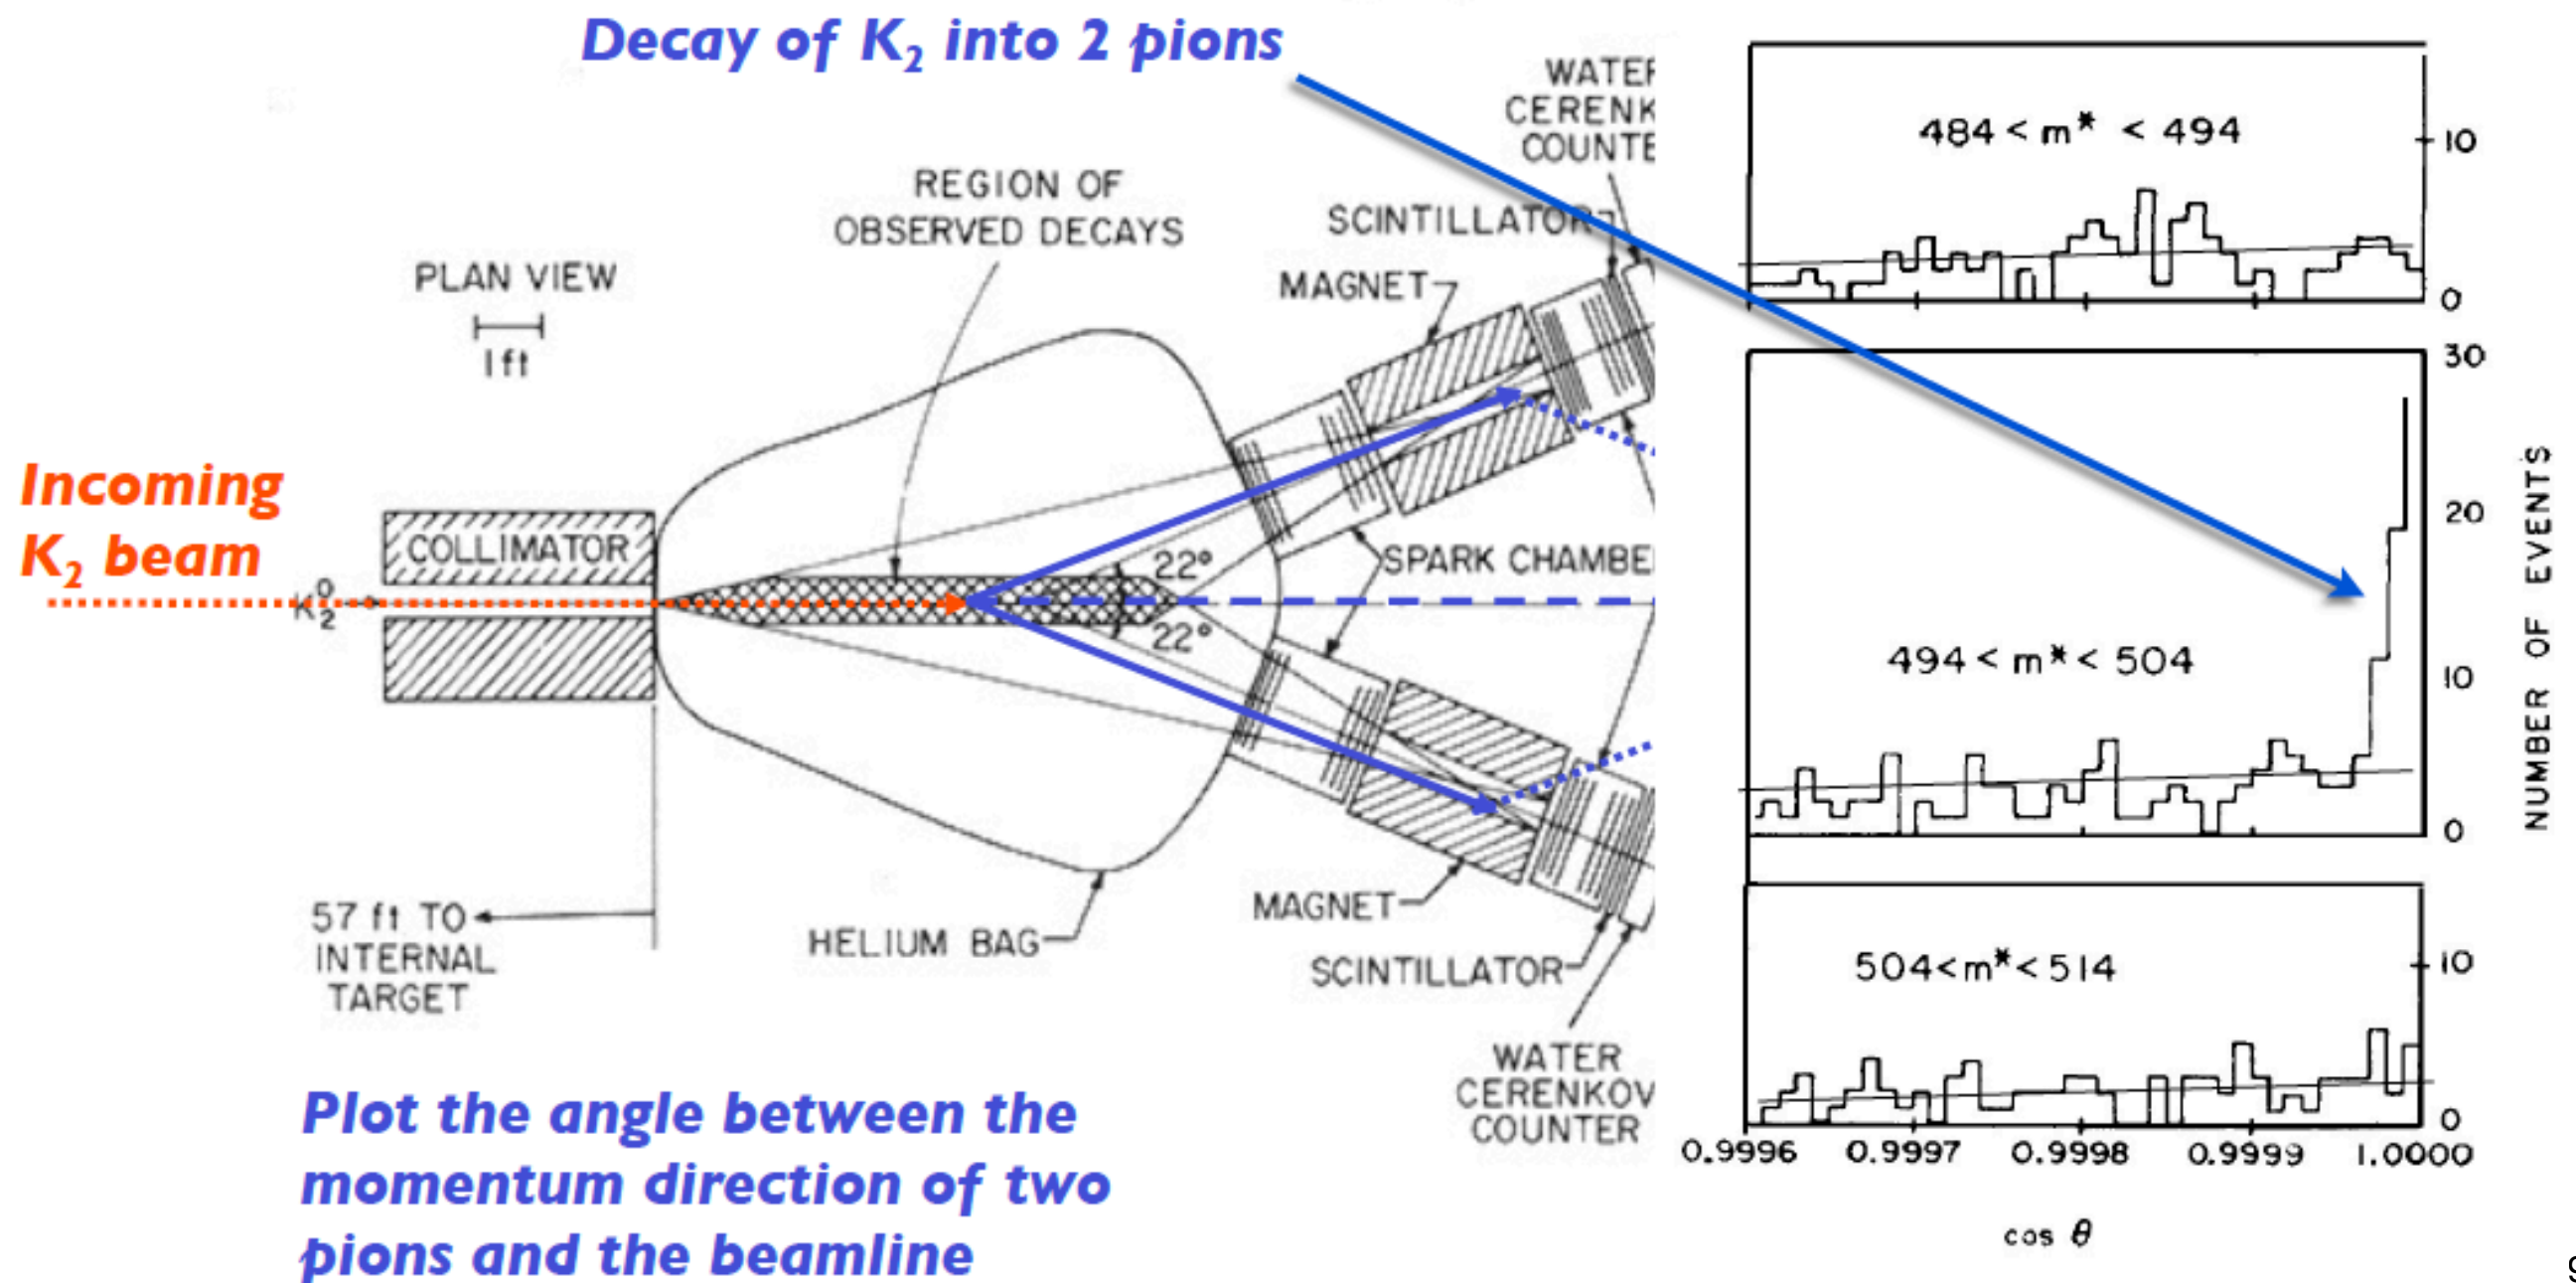 Decay of K₂ into 2 pions
WATER
CERENK
COUNTE
REGION OF
OBSERVED DECAYS
SCINTILLATOR
MAGNET
PLAN VIEW
1 ft
Incoming
K₂ beam
COLLIMATOR
K₂⁰
22°
22°
SPARK CHAMBE
57 ft TO
INTERNAL
TARGET
HELIUM BAG
MAGNET
SCINTILLATOR
WATER
CERENKOV
COUNTER
Plot the angle between the
momentum direction of two
pions and the beamline
484 < m* < 494
10
0
30
20
494 < m* < 504
10
0
NUMBER OF EVENTS
504 < m* < 514
10
0
0.9996 0.9997 0.9998 0.9999 1.0000
cos θ